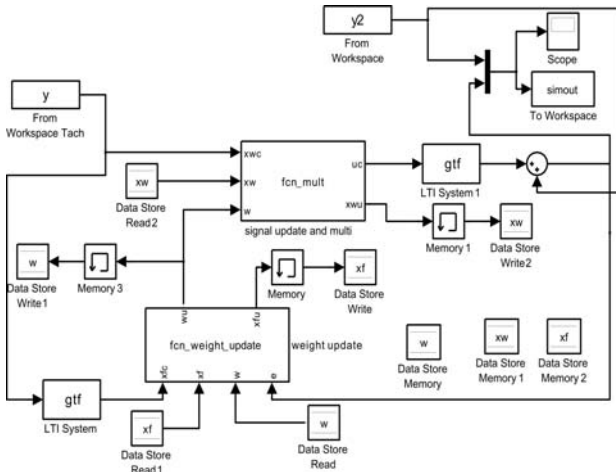 y2
From
Workspace
Scope
simout
To Workspace
y
From
Workspace Tach
xwc
xw
w
fcn_mult
uc
xwu
signal update and multi
gtf
LTI System 1
xw
Data Store
Read2
Memory 1
xw
Data Store
Write2
w
Data Store
Write1
Memory 3
Memory
xf
Data Store
Write
wu
xfu
fcn_weight_update
weight update
xfc
xf
w
e
gtf
LTI System
xf
Data Store
Read1
w
Data Store
Read
w
Data Store
Memory
xw
Data Store
Memory 1
xf
Data Store
Memory 2